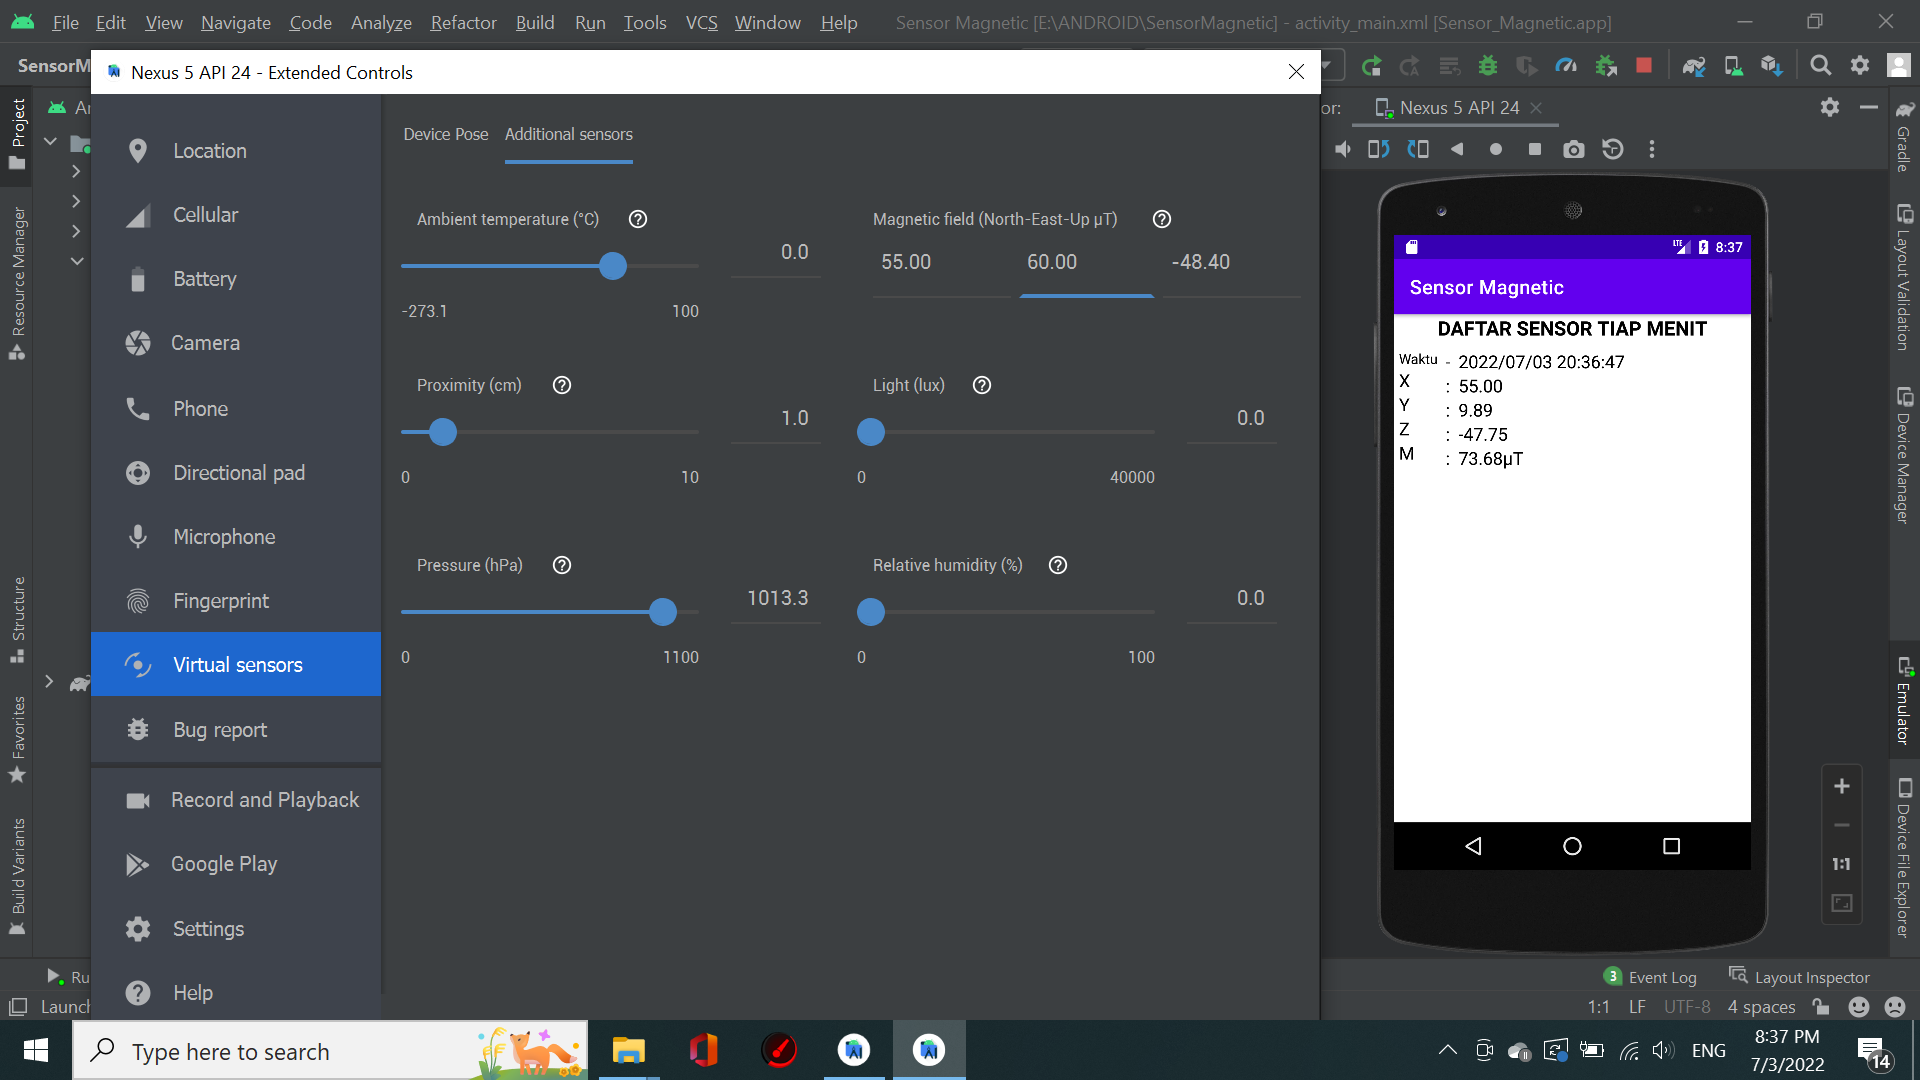 File Edit View Navigate Code Analyze Refactor Build Run Tools VCS Window Help Sensor Magnetic [E:\ANDROID\SensorMagnetic] - activity_main.xml [Sensor_Magnetic.app]
SensorM
Nexus 5 API 24 - Extended Controls
Project
Resource Manager
Structure
Favorites
Build Variants
Location
Cellular
Battery
Camera
Phone
Directional pad
Microphone
Fingerprint
Virtual sensors
Bug report
Record and Playback
Google Play
Settings
Help
Device Pose Additional sensors
Ambient temperature (°C)
0.0
-273.1 100
Magnetic field (North-East-Up µT)
55.00 60.00 -48.40
Proximity (cm)
1.0
0 10
Light (lux)
0.0
0 40000
Pressure (hPa)
1013.3
0 1100
Relative humidity (%)
0.0
0 100
or: Nexus 5 API 24
LTE 8:37
Sensor Magnetic
DAFTAR SENSOR TIAP MENIT
Waktu - 2022/07/03 20:36:47
X : 55.00
Y : 9.89
Z : -47.75
M : 73.68µT
1:1
Gradle
Layout Validation
Device Manager
Emulator
Device File Explorer
Ru
3 Event Log Layout Inspector
Launch
1:1 LF UTF-8 4 spaces
Type here to search
ENG
8:37 PM
7/3/2022
14